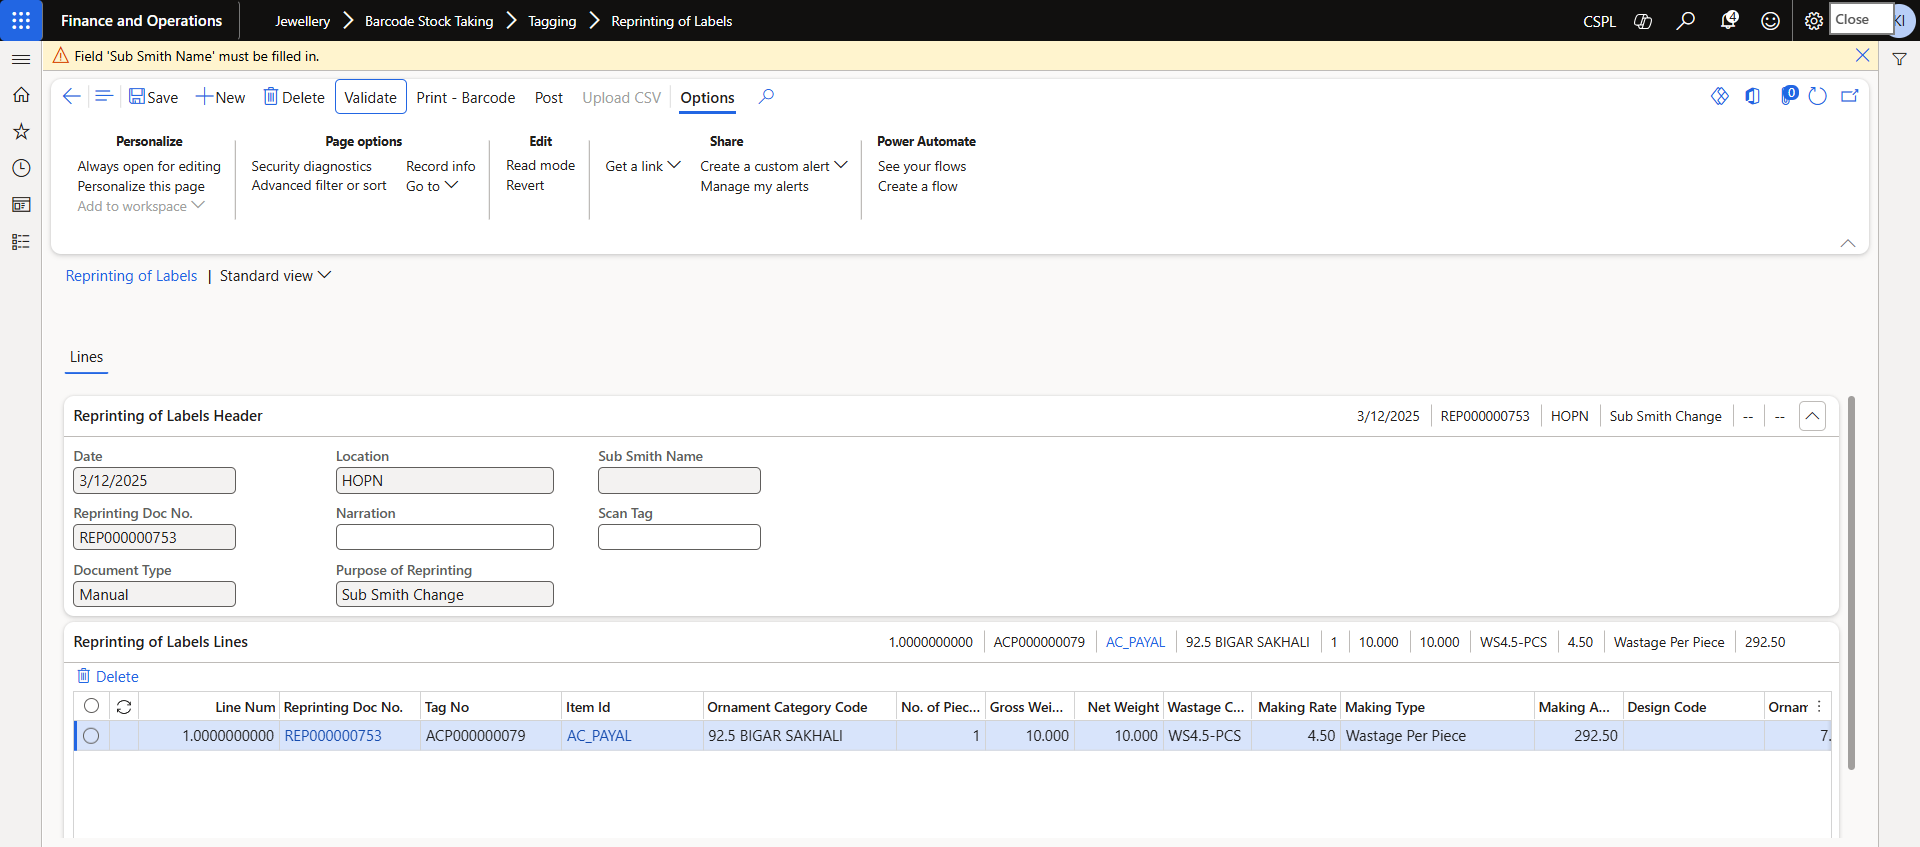 Finance and Operations
Jewellery > Barcode Stock Taking > Tagging > Reprinting of Labels
CSPL
4
Close
KI
Field 'Sub Smith Name' must be filled in.
Save New Delete Validate Print - Barcode Post Upload CSV Options
0
Personalize
Always open for editing
Personalize this page
Add to workspace
Page options
Security diagnostics
Advanced filter or sort
Record info
Go to
Edit
Read mode
Revert
Share
Get a link
Create a custom alert
Manage my alerts
Power Automate
See your flows
Create a flow
Reprinting of Labels | Standard view
Lines
Reprinting of Labels Header 3/12/2025 REP000000753 HOPN Sub Smith Change -- --
Date
3/12/2025
Reprinting Doc No.
REP000000753
Document Type
Manual
Location
HOPN
Narration
Purpose of Reprinting
Sub Smith Change
Sub Smith Name
Scan Tag
Reprinting of Labels Lines 1.0000000000 ACP000000079 AC_PAYAL 92.5 BIGAR SAKHALI 1 10.000 10.000 WS4.5-PCS 4.50 Wastage Per Piece 292.50
Delete
Line Num Reprinting Doc No. Tag No Item Id Ornament Category Code No. of Piec... Gross Wei... Net Weight Wastage C... Making Rate Making Type Making A... Design Code Ornam
1.0000000000 REP000000753 ACP000000079 AC_PAYAL 92.5 BIGAR SAKHALI 1 10.000 10.000 WS4.5-PCS 4.50 Wastage Per Piece 292.50 7.